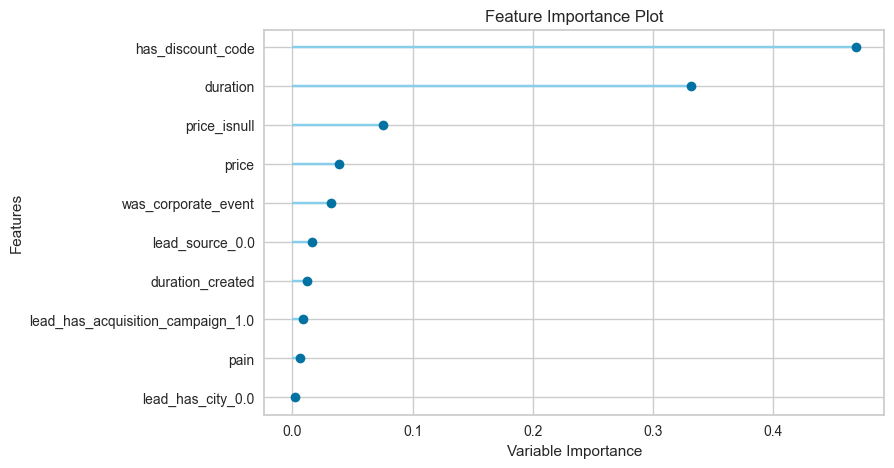 Feature Importance Plot
Features
has_discount_code
duration
price_isnull
price
was_corporate_event
lead_source_0.0
duration_created
lead_has_acquisition_campaign_1.0
pain
lead_has_city_0.0
0.0 0.1 0.2 0.3 0.4
Variable Importance